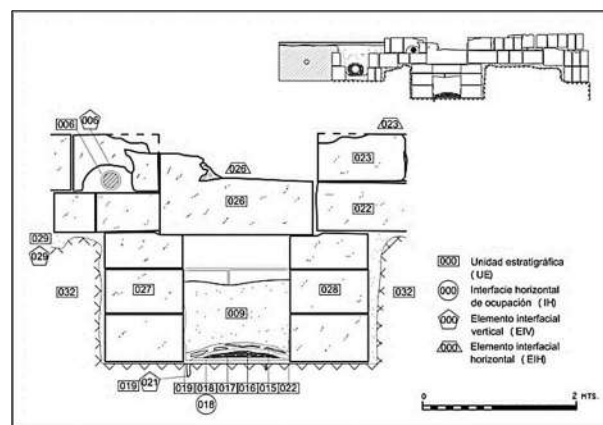 006
006
023
026
023
026
022
029
029
032
027
028
032
009
019
021
019
018
017
016
015
022
018
000 Unidad estratigráfica
(UE)
000 Interfacie horizontal
de ocupación (IH)
000 Elemento interfacial
vertical (EIV)
000 Elemento interfacial
horizontal (EIH)
0 2 MTS.